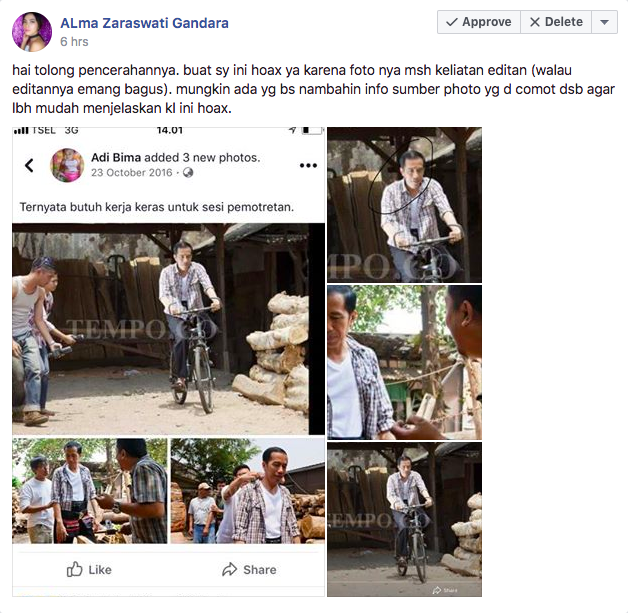 ALma Zaraswati Gandara
6 hrs
Approve
Delete
hai tolong pencerahannya. buat sy ini hoax ya karena foto nya msh keliatan editan (walau
editannya emang bagus). mungkin ada yg bs nambahin info sumber photo yg d comot dsb agar
lbh mudah menjelaskan kl ini hoax.
TSEL 3G 14.01
Adi Bima added 3 new photos.
23 October 2016 ·
Ternyata butuh kerja keras untuk sesi pemotretan.
TEMPO.CO
MPO.CO
TEMPO.CO
Like
Share
Share